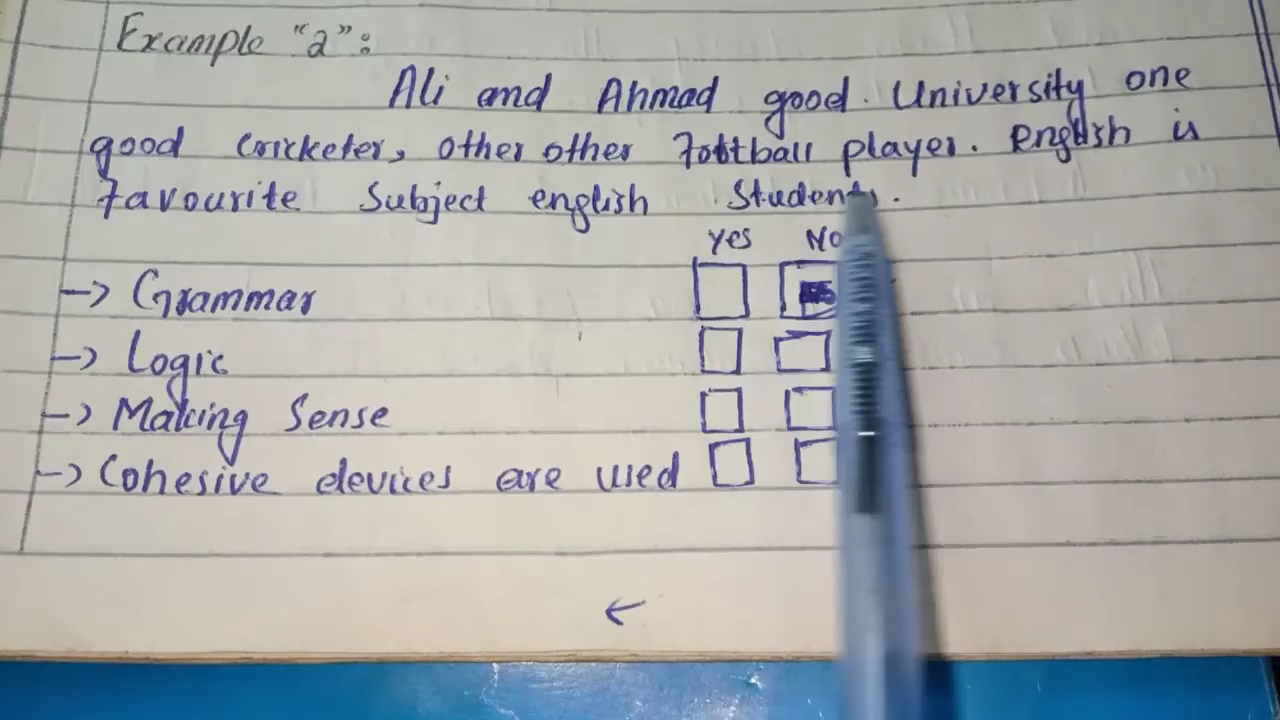 Example "2":
Ali and Ahmad good. University one
good cricketer, other other football player. english is
favourite subject english students.
Yes No
→ Grammar
→ Logic
→ Making Sense
→ Cohesive devices are used
←